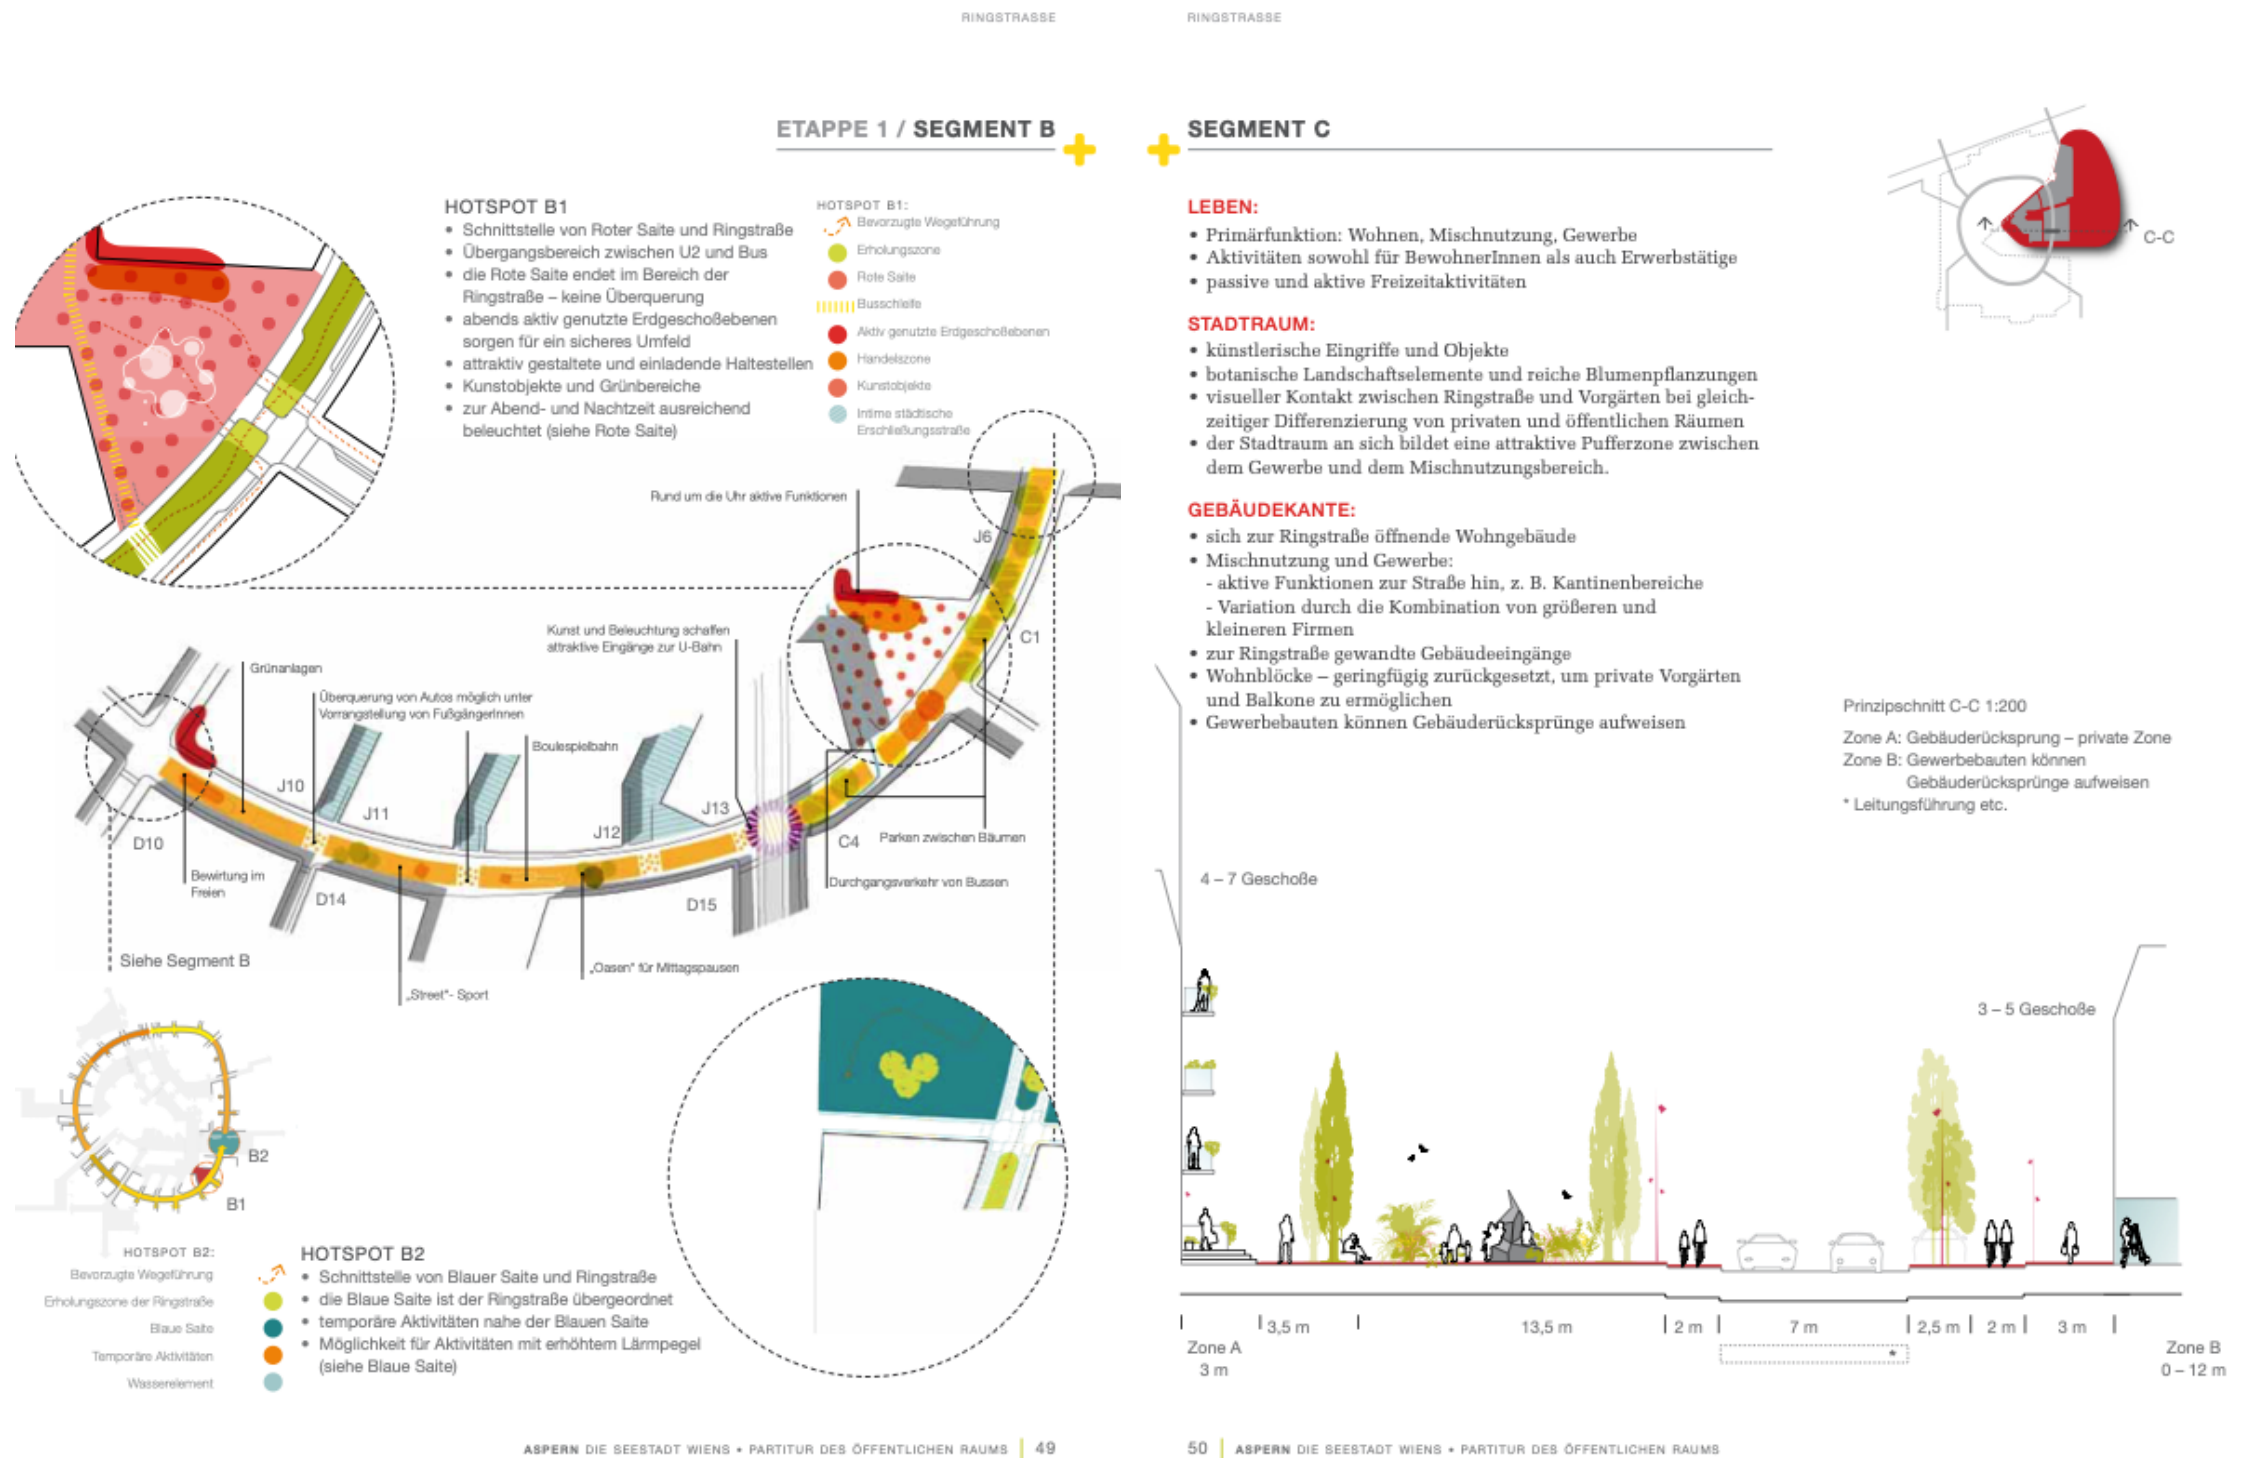 RINGSTRASSE
ETAPPE 1 / SEGMENT B
HOTSPOT B1
• Schnittstelle von Roter Saite und Ringstraße
• Übergangsbereich zwischen U2 und Bus
• die Rote Saite endet im Bereich der
Ringstraße – keine Überquerung
• abends aktiv genutzte Erdgeschoßebenen
sorgen für ein sicheres Umfeld
• attraktiv gestaltete und einladende Haltestellen
• Kunstobjekte und Grünbereiche
• zur Abend- und Nachtzeit ausreichend
beleuchtet (siehe Rote Saite)
HOTSPOT B1:
Bevorzugte Wegeführung
Erholungszone
Rote Saite
Busschleife
Aktiv genutzte Erdgeschoßebenen
Handelszone
Kunstobjekte
Intime städtische
Erschließungsstraße
Rund um die Uhr aktive Funktionen
J6
C1
Kunst und Beleuchtung schaffen
attraktive Eingänge zur U-Bahn
Grünanlagen
Überquerung von Autos möglich unter
Vorrangstellung von FußgängerInnen
Boulespielbahn
J10
J11
J12
J13
D10
C4
Parken zwischen Bäumen
Bewirtung im
Freien
Durchgangsverkehr von Bussen
D14
D15
Siehe Segment B
„Oasen“ für Mittagspausen
„Street“- Sport
B2
B1
HOTSPOT B2:
Bevorzugte Wegeführung
Erholungszone der Ringstraße
Blaue Saite
Temporäre Aktivitäten
Wasserelement
HOTSPOT B2
• Schnittstelle von Blauer Saite und Ringstraße
• die Blaue Saite ist der Ringstraße übergeordnet
• temporäre Aktivitäten nahe der Blauen Saite
• Möglichkeit für Aktivitäten mit erhöhtem Lärmpegel
(siehe Blaue Saite)
ASPERN DIE SEESTADT WIENS • PARTITUR DES ÖFFENTLICHEN RAUMS | 49
RINGSTRASSE
SEGMENT C
C-C
LEBEN:
• Primärfunktion: Wohnen, Mischnutzung, Gewerbe
• Aktivitäten sowohl für BewohnerInnen als auch Erwerbstätige
• passive und aktive Freizeitaktivitäten
STADTRAUM:
• künstlerische Eingriffe und Objekte
• botanische Landschaftselemente und reiche Blumenpflanzungen
• visueller Kontakt zwischen Ringstraße und Vorgärten bei gleich-
zeitiger Differenzierung von privaten und öffentlichen Räumen
• der Stadtraum an sich bildet eine attraktive Pufferzone zwischen
dem Gewerbe und dem Mischnutzungsbereich.
GEBÄUDEKANTE:
• sich zur Ringstraße öffnende Wohngebäude
• Mischnutzung und Gewerbe:
- aktive Funktionen zur Straße hin, z. B. Kantinenbereiche
- Variation durch die Kombination von größeren und
kleineren Firmen
• zur Ringstraße gewandte Gebäudeeingänge
• Wohnblöcke – geringfügig zurückgesetzt, um private Vorgärten
und Balkone zu ermöglichen
• Gewerbebauten können Gebäuderücksprünge aufweisen
Prinzipschnitt C-C 1:200
Zone A: Gebäuderücksprung – private Zone
Zone B: Gewerbebauten können
Gebäuderücksprünge aufweisen
* Leitungsführung etc.
4 – 7 Geschoße
3 – 5 Geschoße
3,5 m
13,5 m
2 m
7 m
2,5 m
2 m
3 m
Zone A
3 m
*
Zone B
0 – 12 m
50 | ASPERN DIE SEESTADT WIENS • PARTITUR DES ÖFFENTLICHEN RAUMS